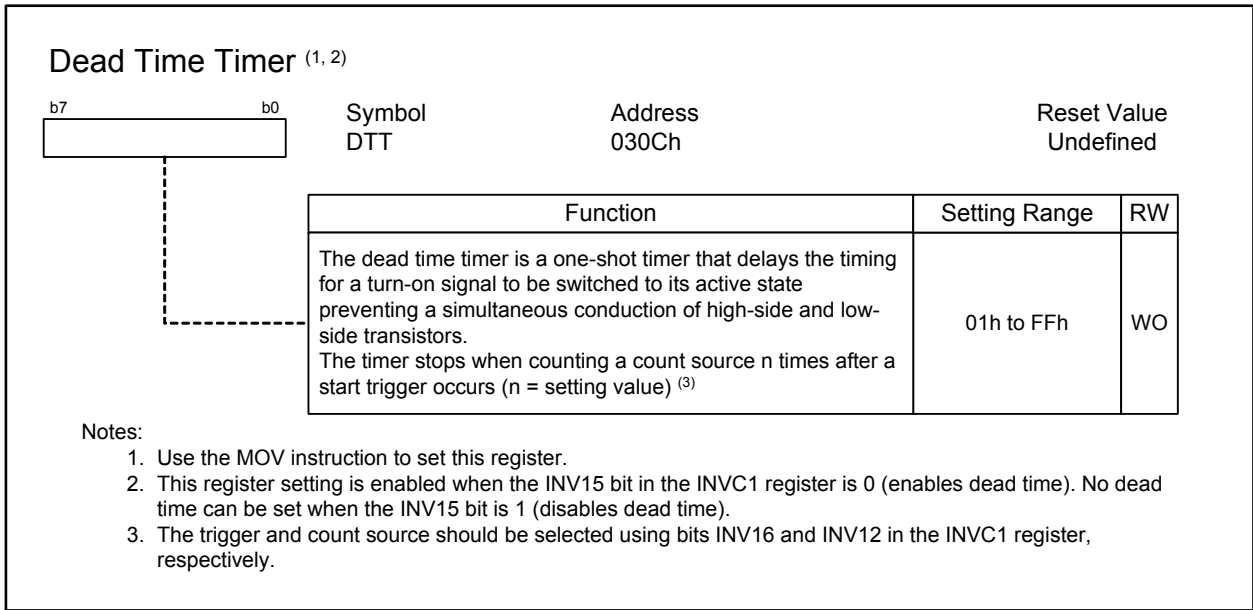 Dead Time Timer (1, 2)
b7 b0 Symbol Address Reset Value
DTT 030Ch Undefined
Function Setting Range RW
The dead time timer is a one-shot timer that delays the timing
for a turn-on signal to be switched to its active state
preventing a simultaneous conduction of high-side and low-
side transistors.
The timer stops when counting a count source n times after a
start trigger occurs (n = setting value) (3)
01h to FFh WO
Notes:
1. Use the MOV instruction to set this register.
2. This register setting is enabled when the INV15 bit in the INVC1 register is 0 (enables dead time). No dead
time can be set when the INV15 bit is 1 (disables dead time).
3. The trigger and count source should be selected using bits INV16 and INV12 in the INVC1 register,
respectively.